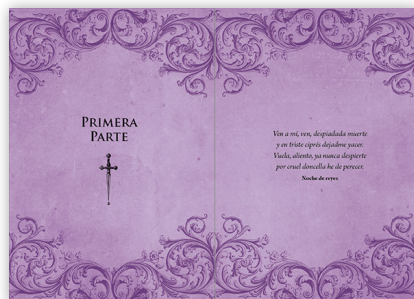 PRIMERA
PARTE
Ven a mí, ven, despiadada muerte
y en triste ciprés dejadme yacer.
Vuela, aliento, ya nunca despierte
por cruel doncella he de perecer.
Noche de reyes